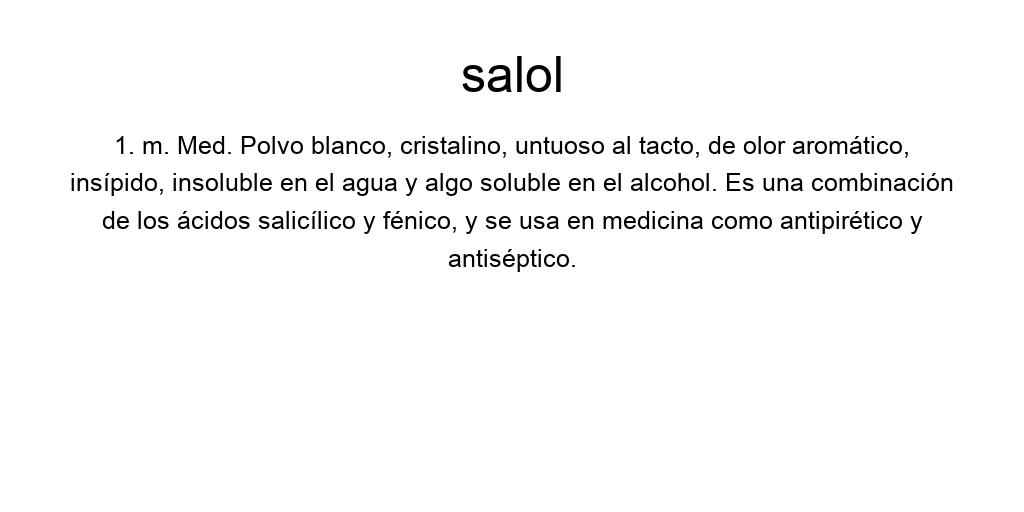 salol
1. m. Med. Polvo blanco, cristalino, untuoso al tacto, de olor aromático,
insípido, insoluble en el agua y algo soluble en el alcohol. Es una combinación
de los ácidos salicílico y fénico, y se usa en medicina como antipirético y
antiséptico.